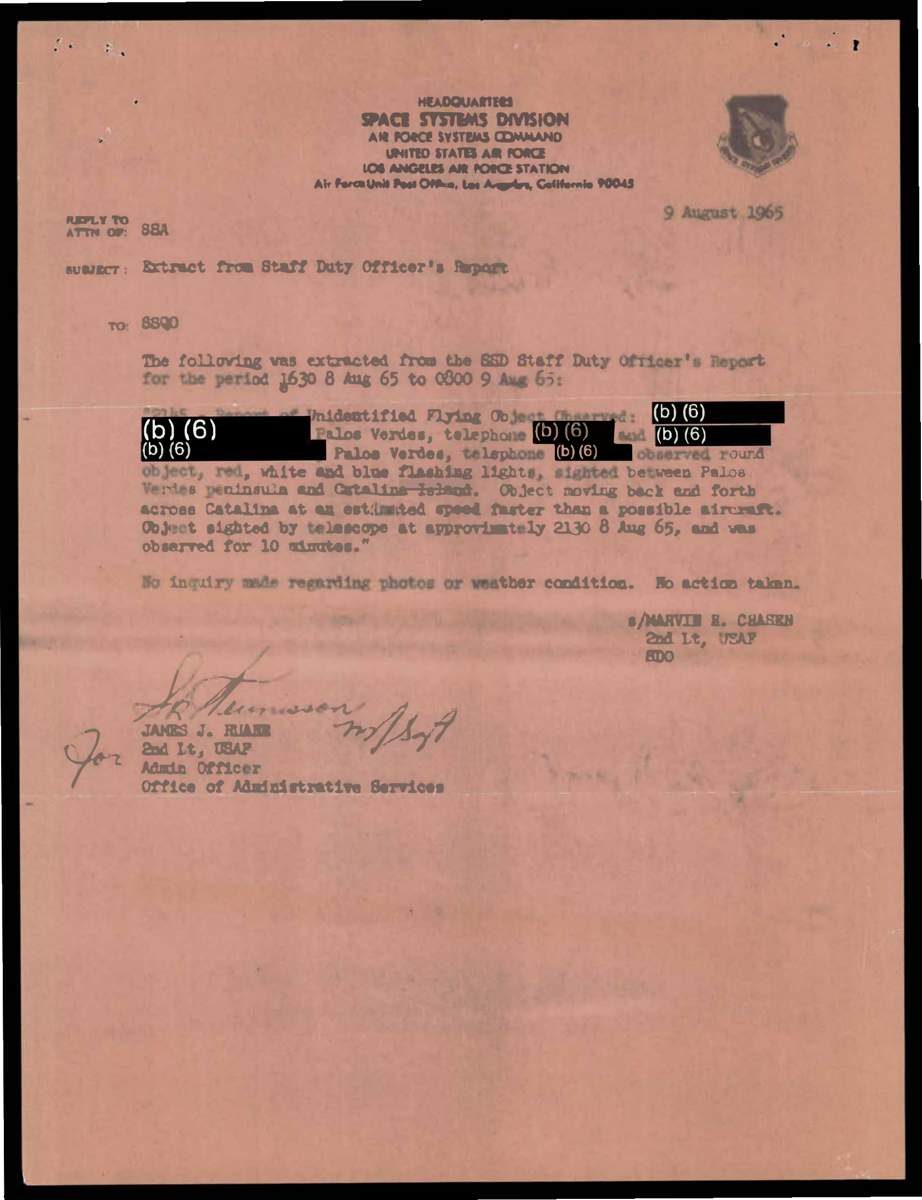 HEADQUARTERS
SPACE SYSTEMS DIVISION
AIR FORCE SYSTEMS COMMAND
UNITED STATES AIR FORCE
LOS ANGELES AIR FORCE STATION
Air Force Unit Post Office, Los Angeles, California 90045
9 August 1965
REPLY TO
ATTN OF: SSA
SUBJECT: Extract from Staff Duty Officer's Report
TO: SSQO
The following was extracted from the SSD Staff Duty Officer's Report
for the period 1630 8 Aug 65 to 0800 9 Aug 65:
"2145 - Report of Unidentified Flying Object Observed: (b) (6)
(b) (6) Palos Verdes, telephone (b) (6) and (b) (6)
(b) (6) Palos Verdes, telephone (b) (6) observed round
object, red, white and blue flashing lights, sighted between Palos
Verdes peninsula and Catalina Island. Object moving back and forth
across Catalina at an estimated speed faster than a possible aircraft.
Object sighted by telescope at approximately 2130 8 Aug 65, and was
observed for 10 minutes."
No inquiry made regarding photos or weather condition. No action taken.
s/MARVIN R. CHASEN
2nd Lt, USAF
SDO
M/Sgt
JAMES J. RUANE
For 2nd Lt, USAF
Admin Officer
Office of Administrative Services